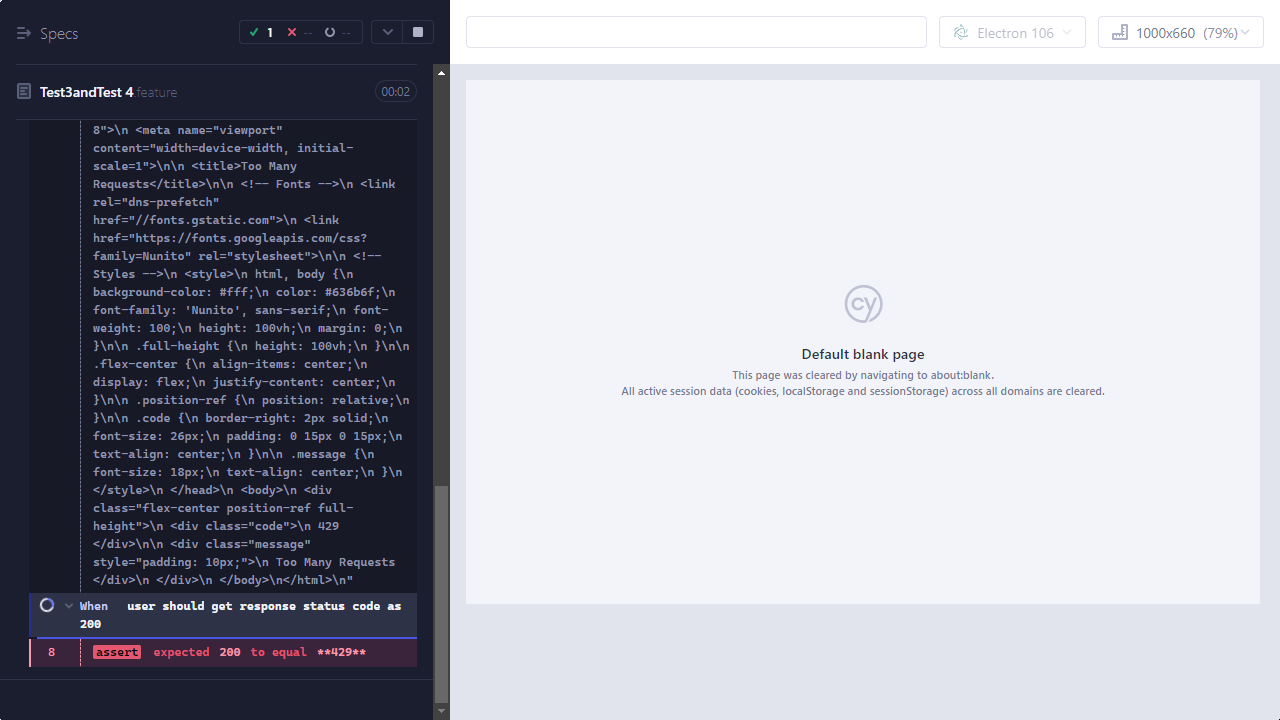 Specs
1
--
--
Electron 106
1000x660 (79%)
Test3andTest 4.feature
00:02
8">\n <meta name="viewport"
content="width=device-width, initial-
scale=1">\n\n <title>Too Many
Requests</title>\n\n <!-- Fonts -->\n <link
rel="dns-prefetch"
href="//fonts.gstatic.com">\n <link
href="https://fonts.googleapis.com/css?
family=Nunito" rel="stylesheet">\n\n <!--
Styles -->\n <style>\n html, body {\n
background-color: #fff;\n color: #636b6f;\n
font-family: 'Nunito', sans-serif;\n font-
weight: 100;\n height: 100vh;\n margin: 0;\n
}\n\n .full-height {\n height: 100vh;\n }\n\n
.flex-center {\n align-items: center;\n
display: flex;\n justify-content: center;\n
}\n\n .position-ref {\n position: relative;\n
}\n\n .code {\n border-right: 2px solid;\n
font-size: 26px;\n padding: 0 15px 0 15px;\n
text-align: center;\n }\n\n .message {\n
font-size: 18px;\n text-align: center;\n }\n
</style>\n </head>\n <body>\n <div
class="flex-center position-ref full-
height">\n <div class="code">\n 429
</div>\n\n <div class="message"
style="padding: 10px;">\n Too Many Requests
</div>\n </div>\n </body>\n</html>\n"
When user should get response status code as
200
8 assert expected 200 to equal **429**
cy
Default blank page
This page was cleared by navigating to about:blank.
All active session data (cookies, localStorage and sessionStorage) across all domains are cleared.